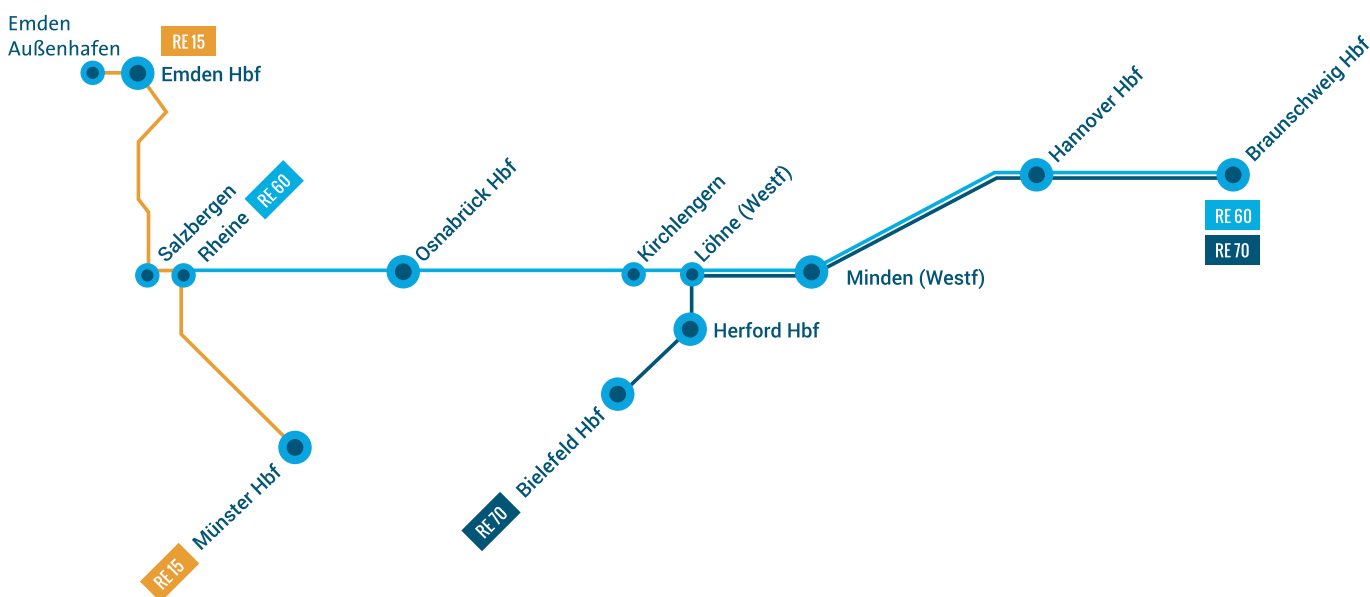 Emden
Außenhafen
RE 15
Emden Hbf
Salzbergen
Rheine
RE 60
Osnabrück Hbf
Kirchlengern
Löhne (Westf)
Minden (Westf)
Hannover Hbf
Braunschweig Hbf
RE 60
RE 70
Herford Hbf
Bielefeld Hbf
RE 70
Münster Hbf
RE 15